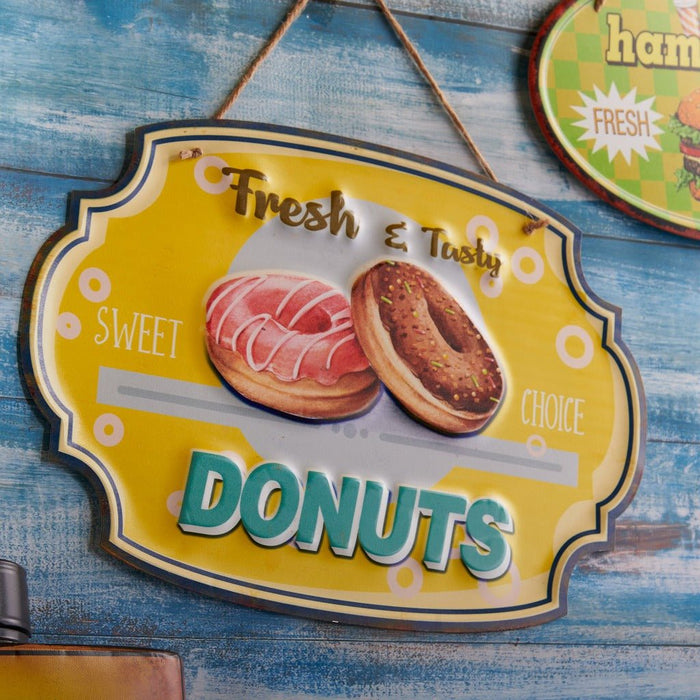 Fresh & Tasty
SWEET
CHOICE
DONUTS
FRESH